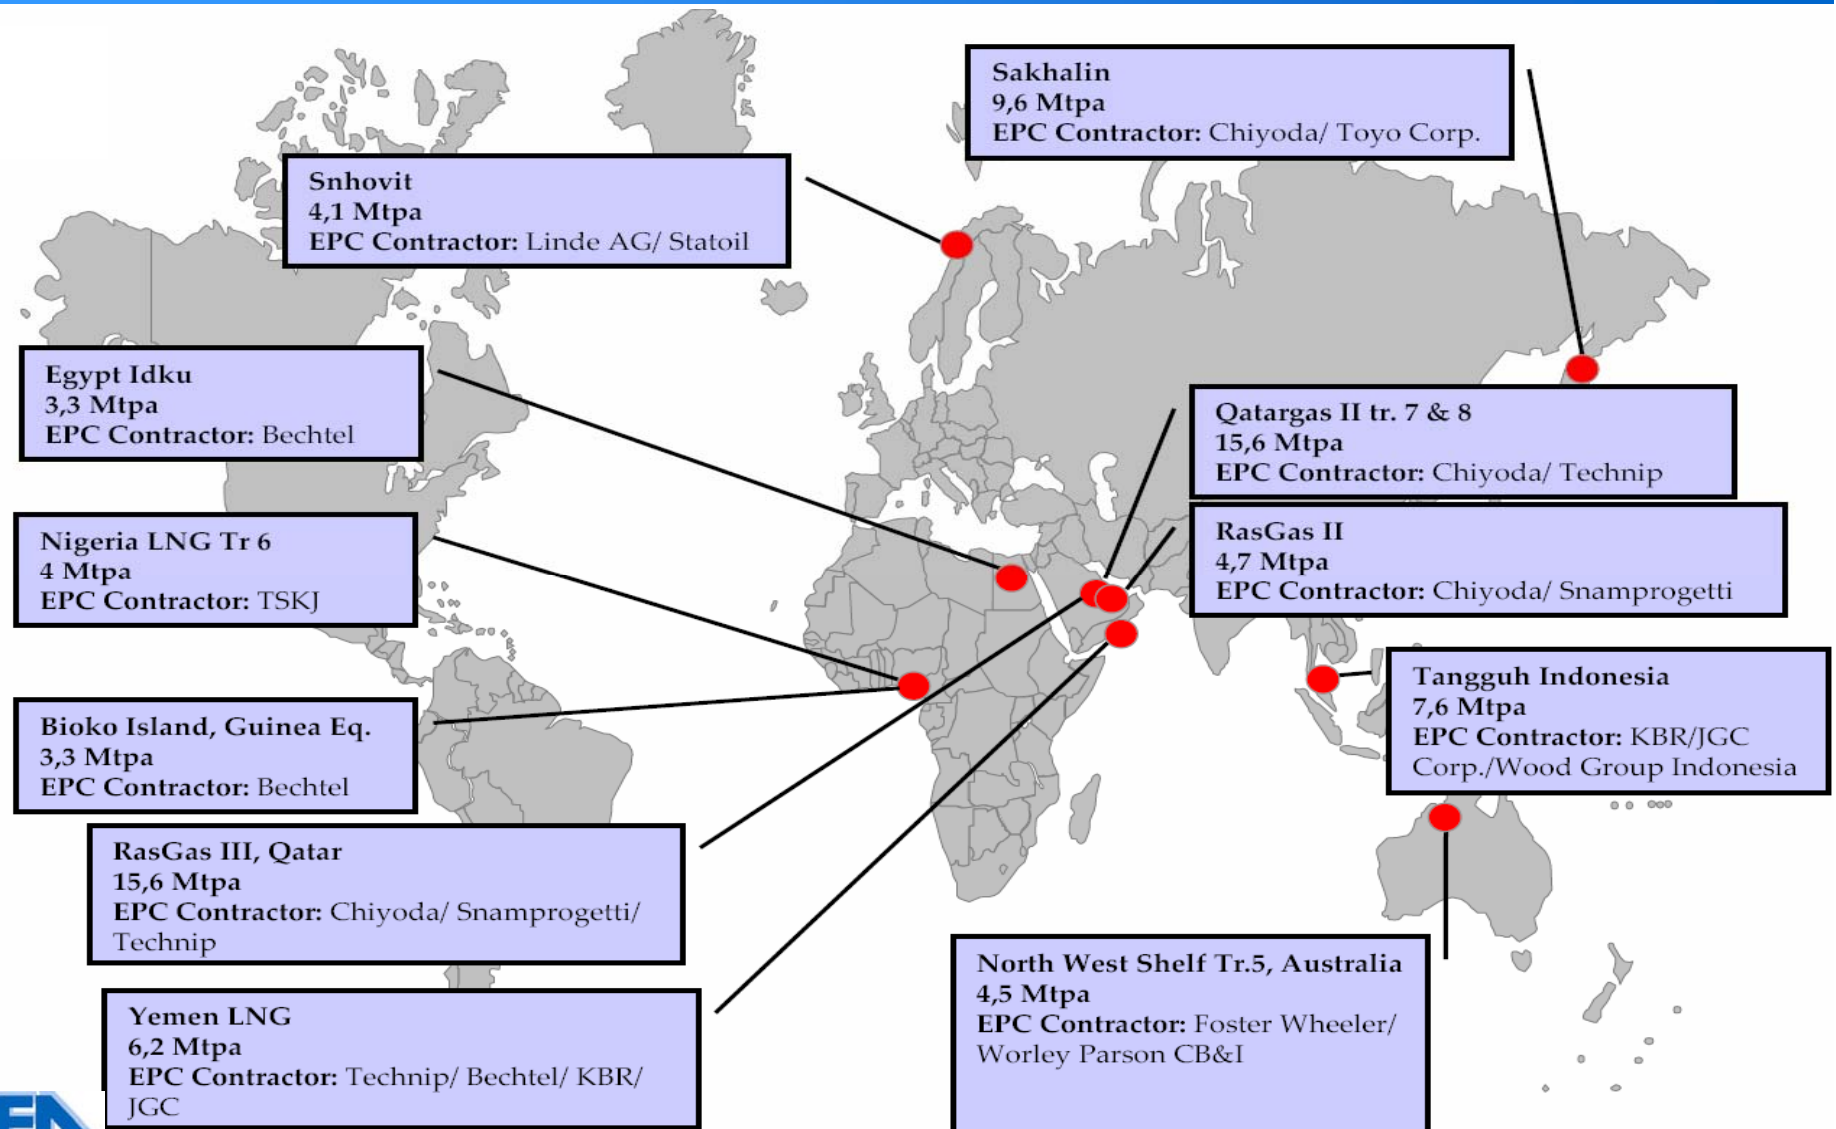 Sakhalin
9,6 Mtpa
EPC Contractor: Chiyoda/ Toyo Corp.
Snhovit
4,1 Mtpa
EPC Contractor: Linde AG/ Statoil
Egypt Idku
3,3 Mtpa
EPC Contractor: Bechtel
Qatargas II tr. 7 & 8
15,6 Mtpa
EPC Contractor: Chiyoda/ Technip
Nigeria LNG Tr 6
4 Mtpa
EPC Contractor: TSKJ
RasGas II
4,7 Mtpa
EPC Contractor: Chiyoda/ Snamprogetti
Tangguh Indonesia
7,6 Mtpa
EPC Contractor: KBR/JGC
Corp./Wood Group Indonesia
Bioko Island, Guinea Eq.
3,3 Mtpa
EPC Contractor: Bechtel
RasGas III, Qatar
15,6 Mtpa
EPC Contractor: Chiyoda/ Snamprogetti/
Technip
North West Shelf Tr.5, Australia
4,5 Mtpa
EPC Contractor: Foster Wheeler/
Worley Parson CB&I
Yemen LNG
6,2 Mtpa
EPC Contractor: Technip/ Bechtel/ KBR/
JGC